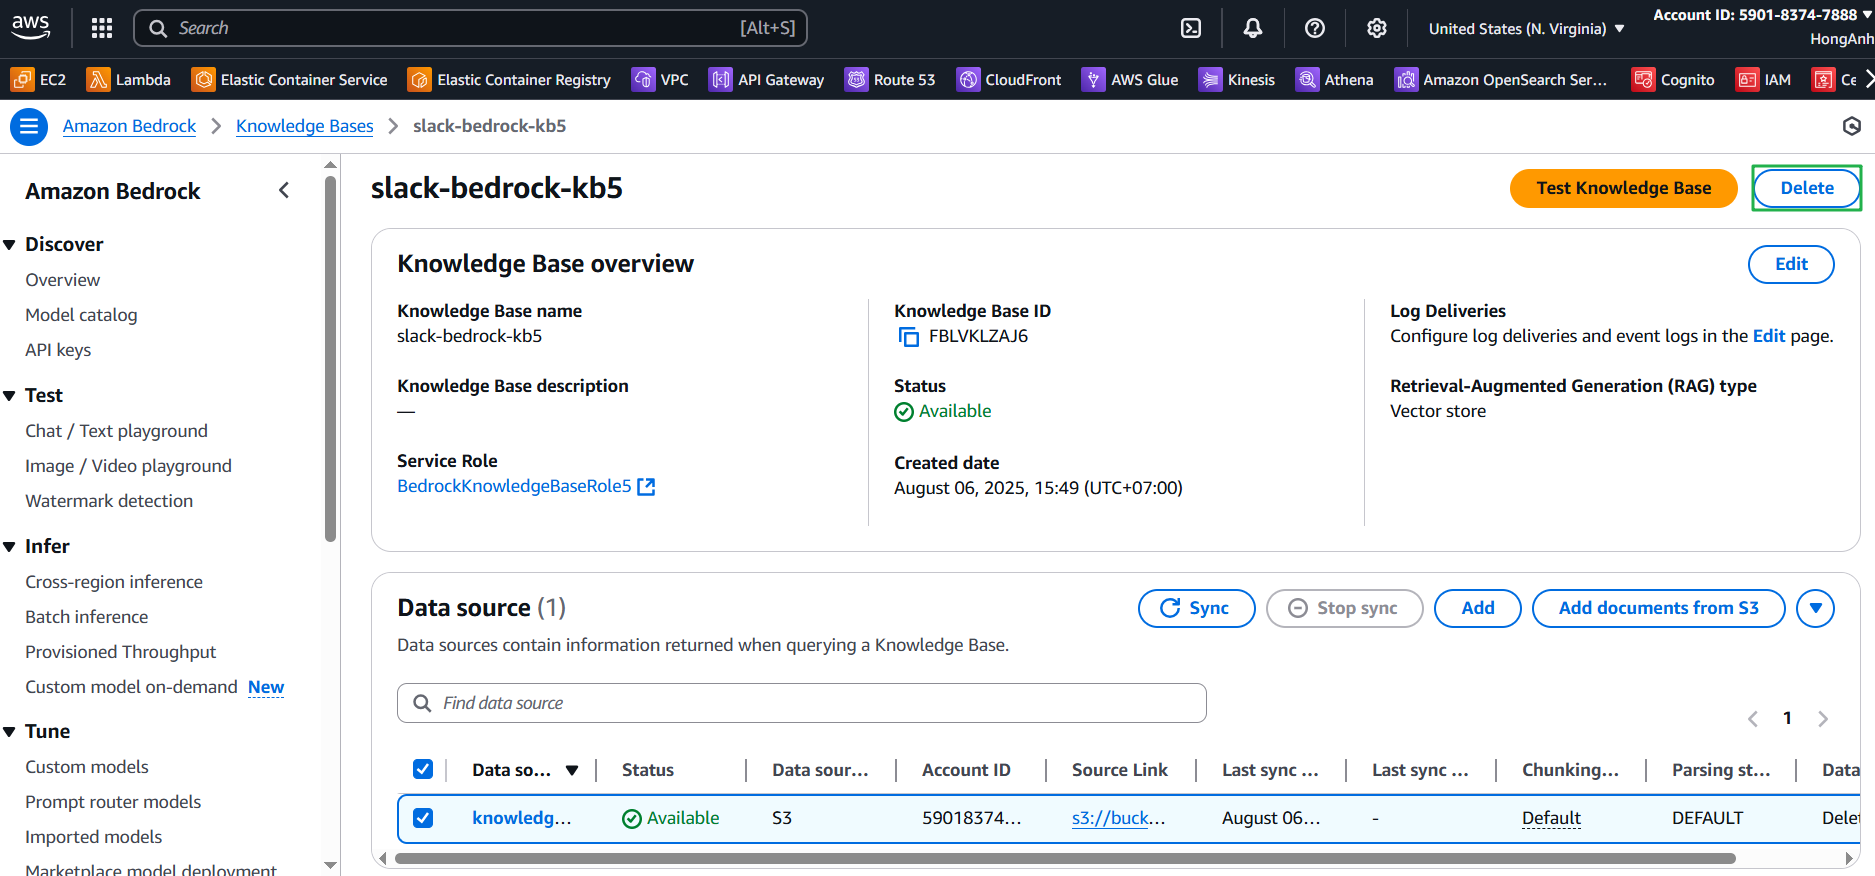 aws
Search [Alt+S]
United States (N. Virginia)
Account ID: 5901-8374-7888
HongAnh
EC2 Lambda Elastic Container Service Elastic Container Registry VPC API Gateway Route 53 CloudFront AWS Glue Kinesis Athena Amazon OpenSearch Ser... Cognito IAM Ce
Amazon Bedrock Knowledge Bases slack-bedrock-kb5
Amazon Bedrock
Discover
Overview
Model catalog
API keys
Test
Chat / Text playground
Image / Video playground
Watermark detection
Infer
Cross-region inference
Batch inference
Provisioned Throughput
Custom model on-demand New
Tune
Custom models
Prompt router models
Imported models
Marketplace model deployment
slack-bedrock-kb5
Test Knowledge Base Delete
Knowledge Base overview
Edit
Knowledge Base name
slack-bedrock-kb5
Knowledge Base description
—
Service Role
BedrockKnowledgeBaseRole5
Knowledge Base ID
FBLVKLZAJ6
Status
Available
Created date
August 06, 2025, 15:49 (UTC+07:00)
Log Deliveries
Configure log deliveries and event logs in the Edit page.
Retrieval-Augmented Generation (RAG) type
Vector store
Data source (1)
Sync Stop sync Add Add documents from S3
Data sources contain information returned when querying a Knowledge Base.
Find data source
1
Data so... Status Data sour... Account ID Source Link Last sync ... Last sync ... Chunking... Parsing st... Data
knowledg... Available S3 59018374... s3://buck... August 06... - Default DEFAULT Delet